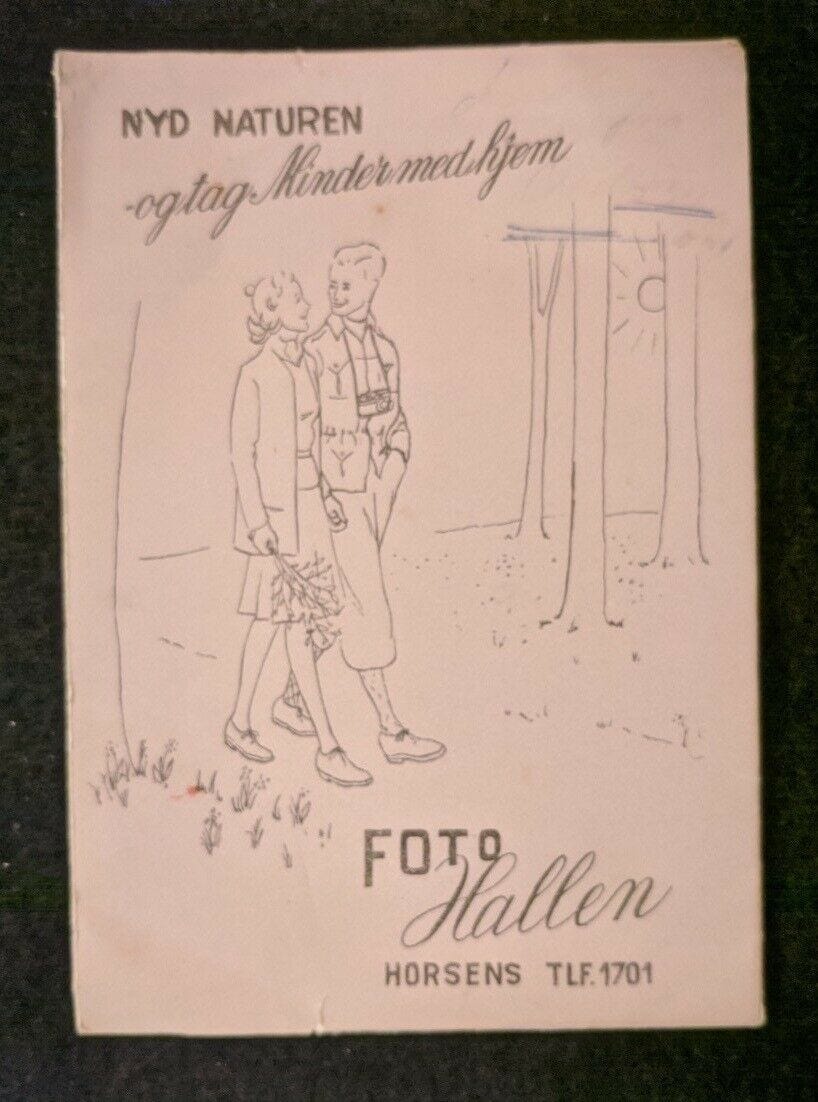 NYD NATUREN
-og tag Minder med hjem
FOTO
Hallen
HORSENS TLF. 1701